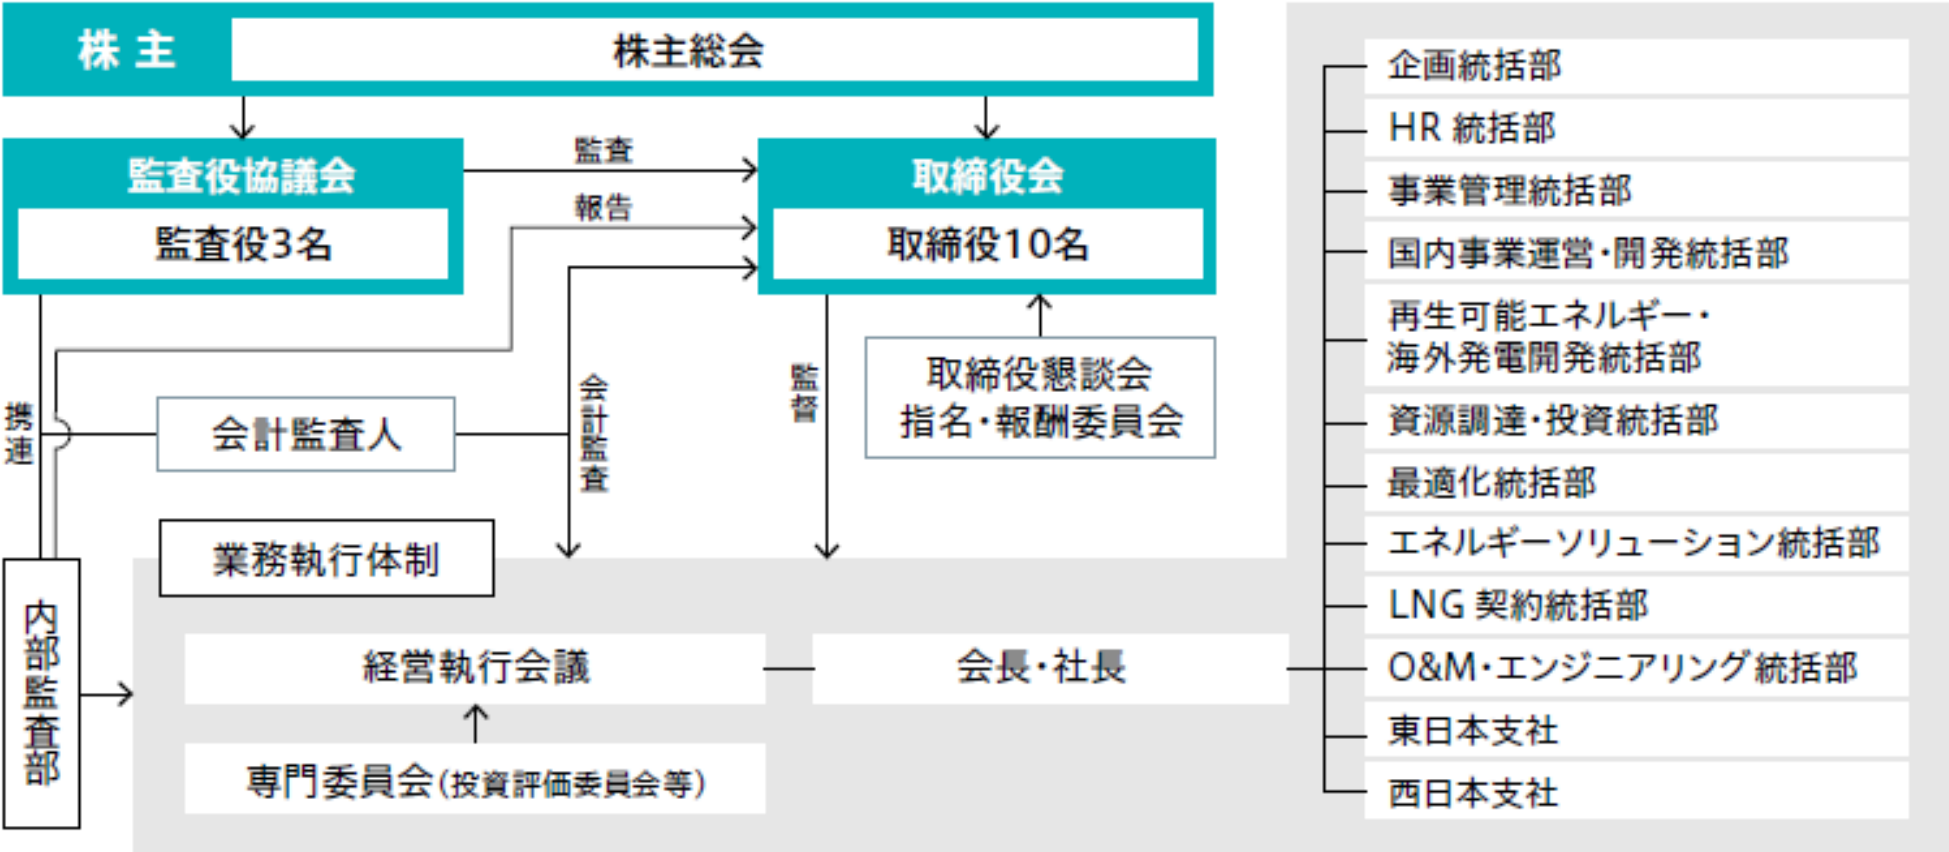 株主
株主総会
監査役協議会
監査役3名
監査
報告
取締役会
取締役10名
携連
会計監査人
会計監査
監督
取締役懇談会
指名・報酬委員会
業務執行体制
内部監査部
経営執行会議
会長・社長
専門委員会(投資評価委員会等)
企画統括部
HR 統括部
事業管理統括部
国内事業運営・開発統括部
再生可能エネルギー・
海外発電開発統括部
資源調達・投資統括部
最適化統括部
エネルギーソリューション統括部
LNG 契約統括部
O&M・エンジニアリング統括部
東日本支社
西日本支社